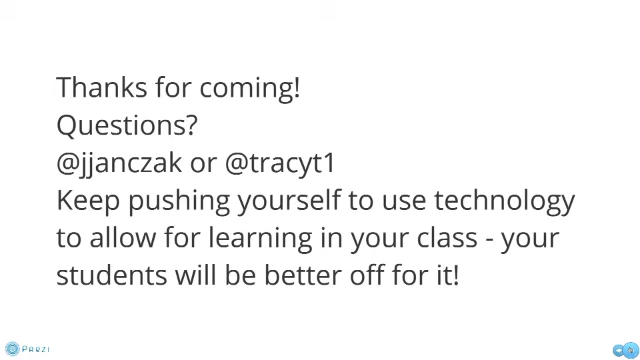 Thanks for coming!
Questions?
@jjanczak or @tracyt1
Keep pushing yourself to use technology
to allow for learning in your class - your
students will be better off for it!
Prezi